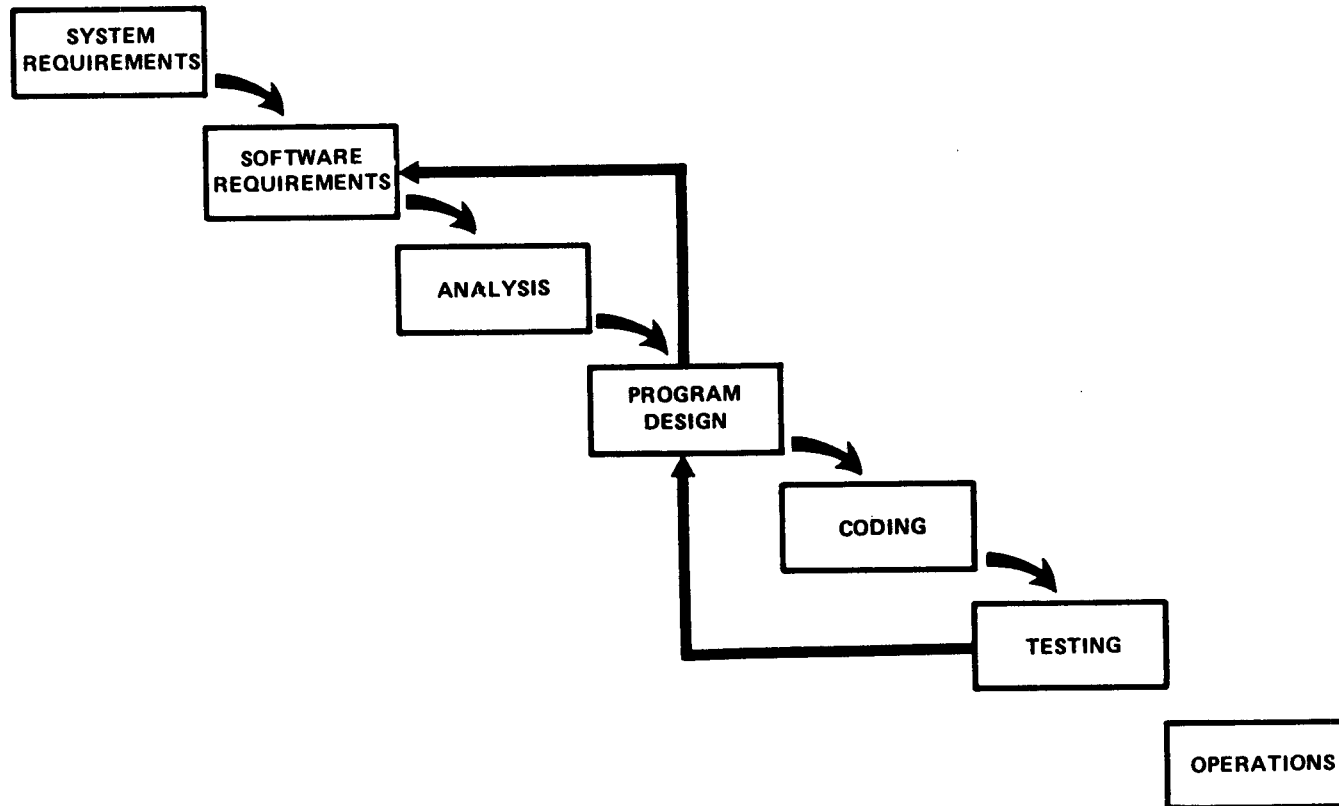 SYSTEM
REQUIREMENTS
SOFTWARE
REQUIREMENTS
ANALYSIS
PROGRAM
DESIGN
CODING
TESTING
OPERATIONS